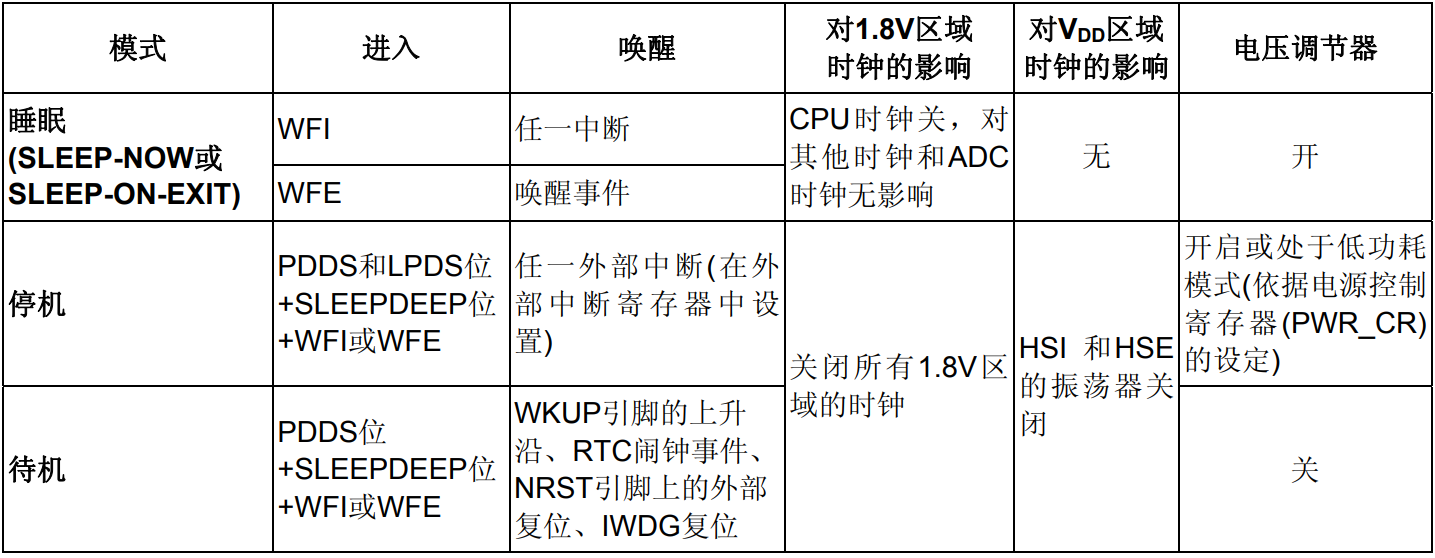 模式
进入
唤醒
对1.8V区域
时钟的影响
对VDD区域
时钟的影响
电压调节器
睡眠
(SLEEP-NOW或
SLEEP-ON-EXIT)
WFI
任一中断
WFE
唤醒事件
CPU时钟关，对
其他时钟和ADC
时钟无影响
无
开
停机
PDDS和LPDS位
+SLEEPDEEP位
+WFI或WFE
任一外部中断(在外
部中断寄存器中设
置)
关闭所有1.8V区
域的时钟
HSI 和HSE
的振荡器关
闭
开启或处于低功耗
模式(依据电源控制
寄存器(PWR_CR)
的设定)
待机
PDDS位
+SLEEPDEEP位
+WFI或WFE
WKUP引脚的上升
沿、RTC闹钟事件、
NRST引脚上的外部
复位、IWDG复位
关